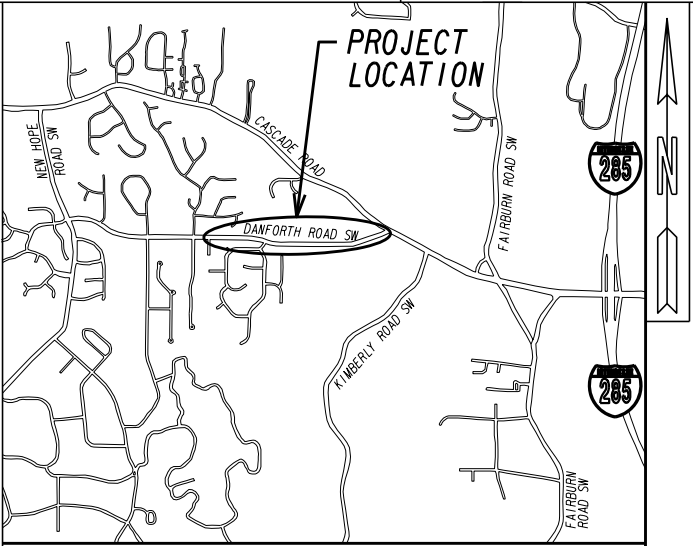 PROJECT
LOCATION
CASCADE ROAD
NEW HOPE
ROAD SW
FAIRBURN ROAD SW
285
N
DANFORTH ROAD SW
KIMBERLY ROAD SW
285
FAIRBURN
ROAD SW